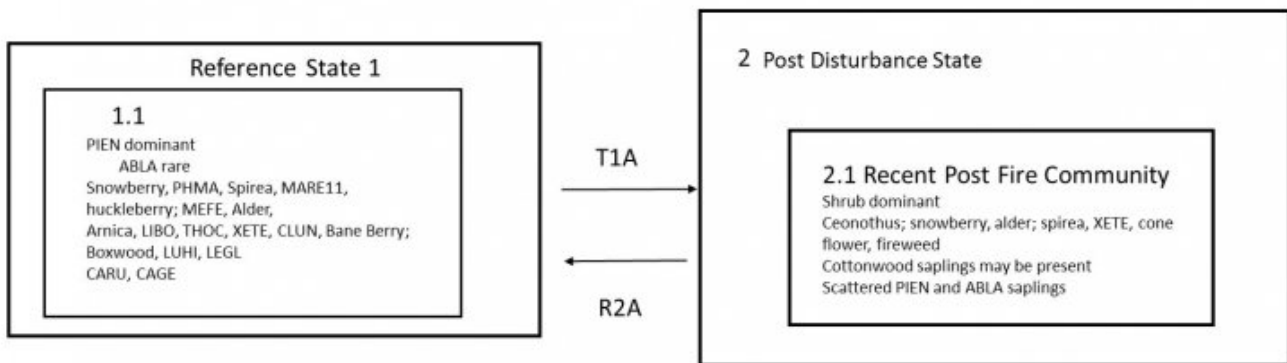 Reference State 1
1.1
PIEN dominant
ABLA rare
Snowberry, PHMA, Spirea, MARE11,
huckleberry; MEFE, Alder,
Arnica, LIBO, THOC, XETE, CLUN, Bane Berry;
Boxwood, LUHI, LEGL
CARU, CAGE
T1A
R2A
2 Post Disturbance State
2.1 Recent Post Fire Community
Shrub dominant
Ceonothus; snowberry, alder; spirea, XETE, cone
flower, fireweed
Cottonwood saplings may be present
Scattered PIEN and ABLA saplings